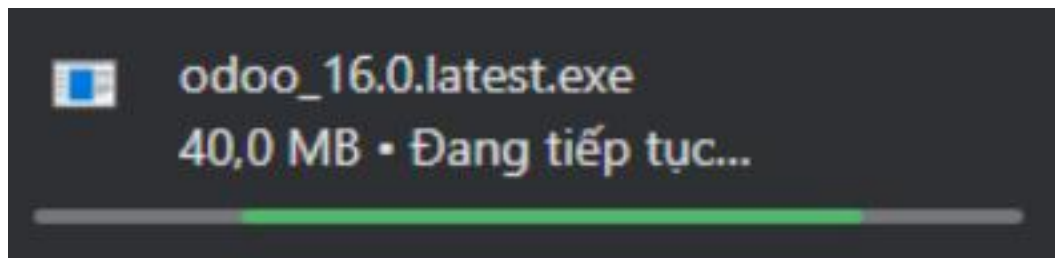 odoo_16.0.latest.exe
40,0 MB • Đang tiếp tục...